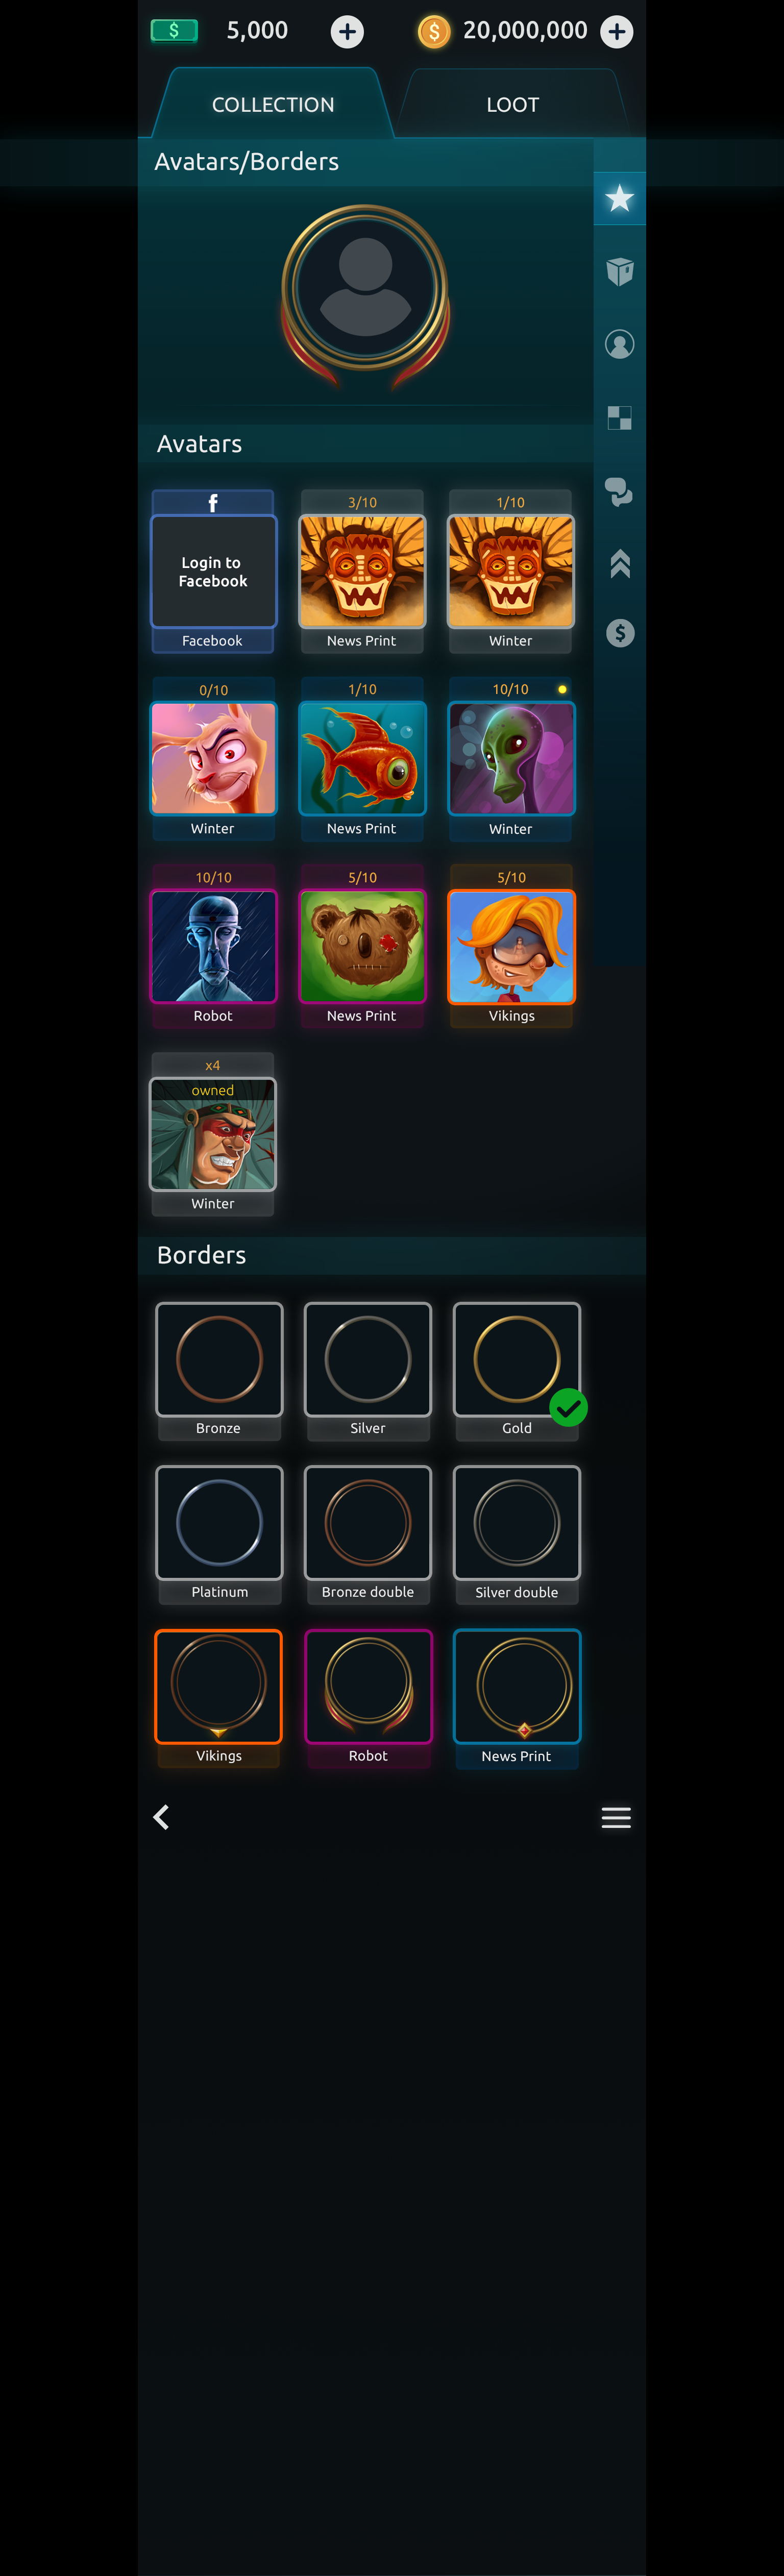 $ 5,000 + $ 20,000,000 +
COLLECTION LOOT
Avatars/Borders
Avatars
f 3/10 1/10
Login to
Facebook
Facebook News Print Winter
$
0/10 1/10 10/10
Winter News Print Winter
10/10 5/10 5/10
Robot News Print Vikings
x4
owned
Winter
Borders
Bronze Silver Gold
Platinum Bronze double Silver double
Vikings Robot News Print